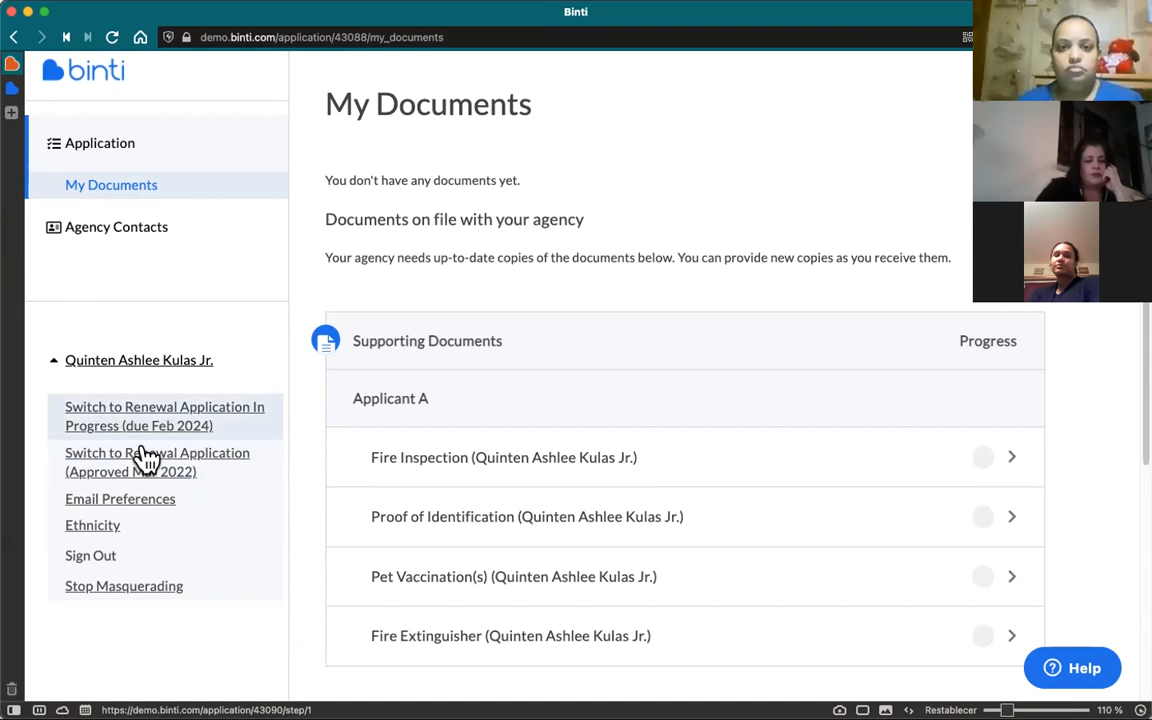 Binti
demo.binti.com/application/43088/my_documents
binti
Application
My Documents
Agency Contacts
Quinten Ashlee Kulas Jr.
Switch to Renewal Application In
Progress (due Feb 2024)
Switch to Renewal Application
(Approved 2022)
Email Preferences
Ethnicity
Sign Out
Stop Masquerading
My Documents
You don't have any documents yet.
Documents on file with your agency
Your agency needs up-to-date copies of the documents below. You can provide new copies as you receive them.
Supporting Documents
Progress
Applicant A
Fire Inspection (Quinten Ashlee Kulas Jr.)
Proof of Identification (Quinten Ashlee Kulas Jr.)
Pet Vaccination(s) (Quinten Ashlee Kulas Jr.)
Fire Extinguisher (Quinten Ashlee Kulas Jr.)
Help
https://demo.binti.com/application/43090/step/1
Restablecer
110 %